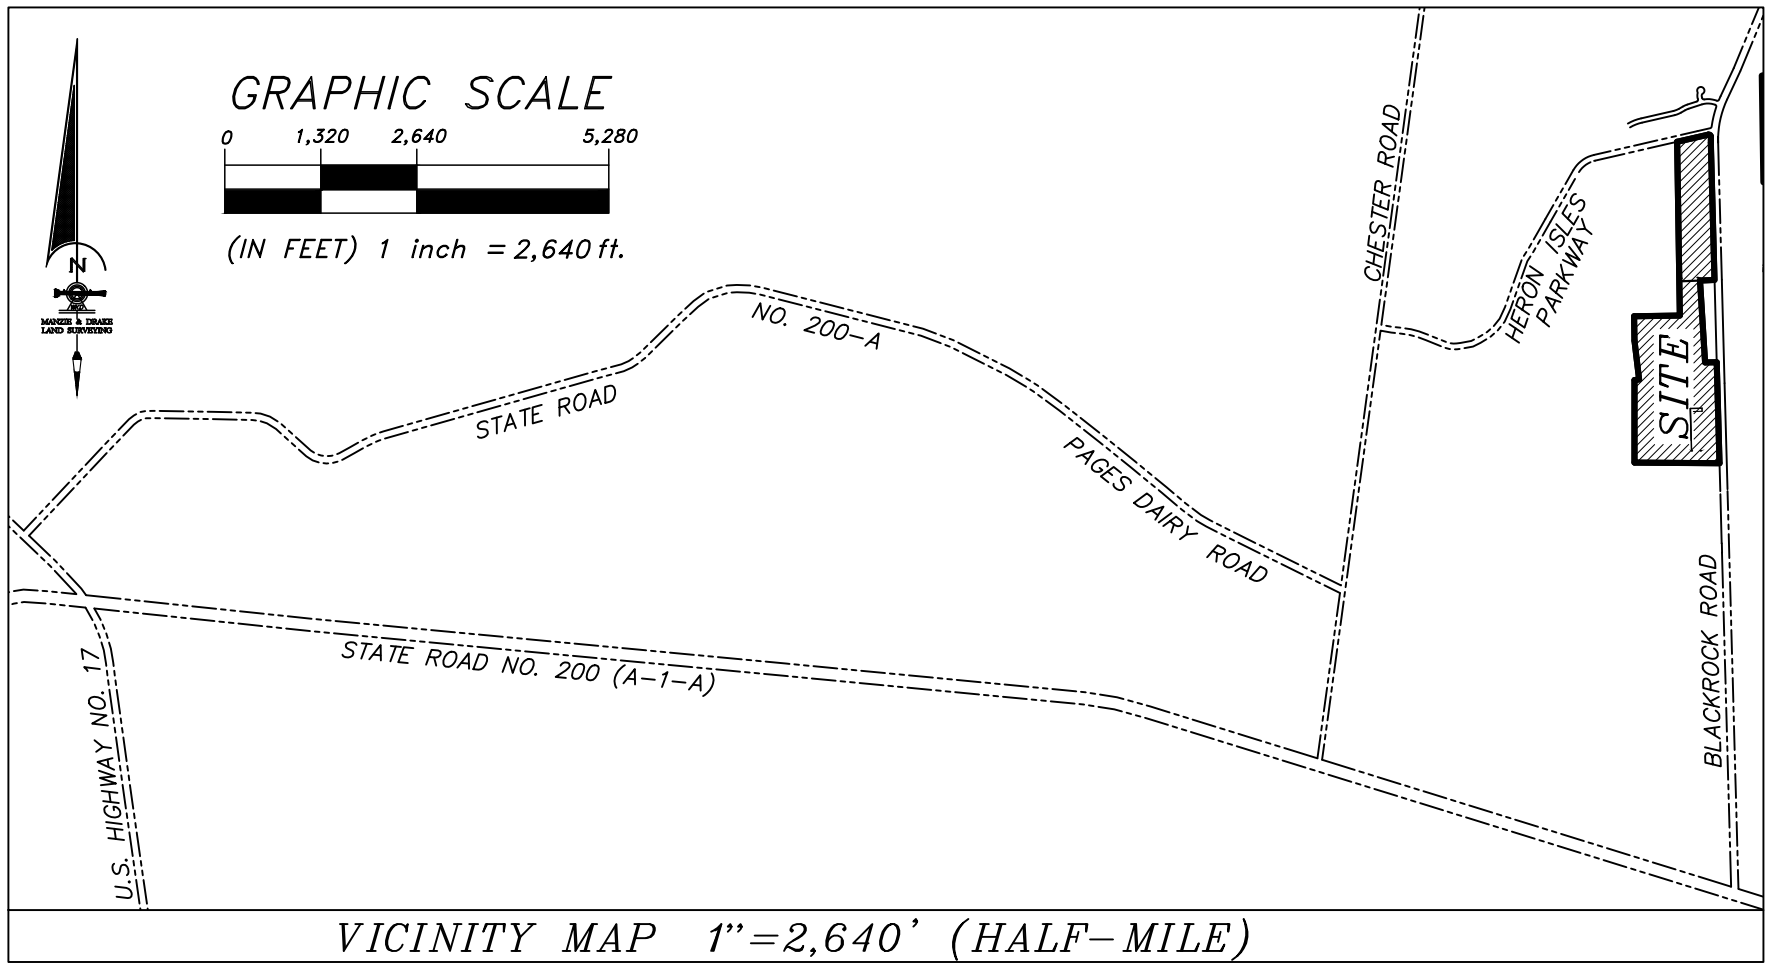 GRAPHIC SCALE
0 1,320 2,640 5,280
(IN FEET) 1 inch = 2,640 ft.
N
MANZIE & DRAKE
LAND SURVEYING
NO. 200-A
STATE ROAD
PAGES DAIRY ROAD
CHESTER ROAD
HERON ISLES
PARKWAY
SITE
BLACKROCK ROAD
STATE ROAD NO. 200 (A-1-A)
U.S. HIGHWAY NO. 17
VICINITY MAP 1"=2,640' (HALF-MILE)